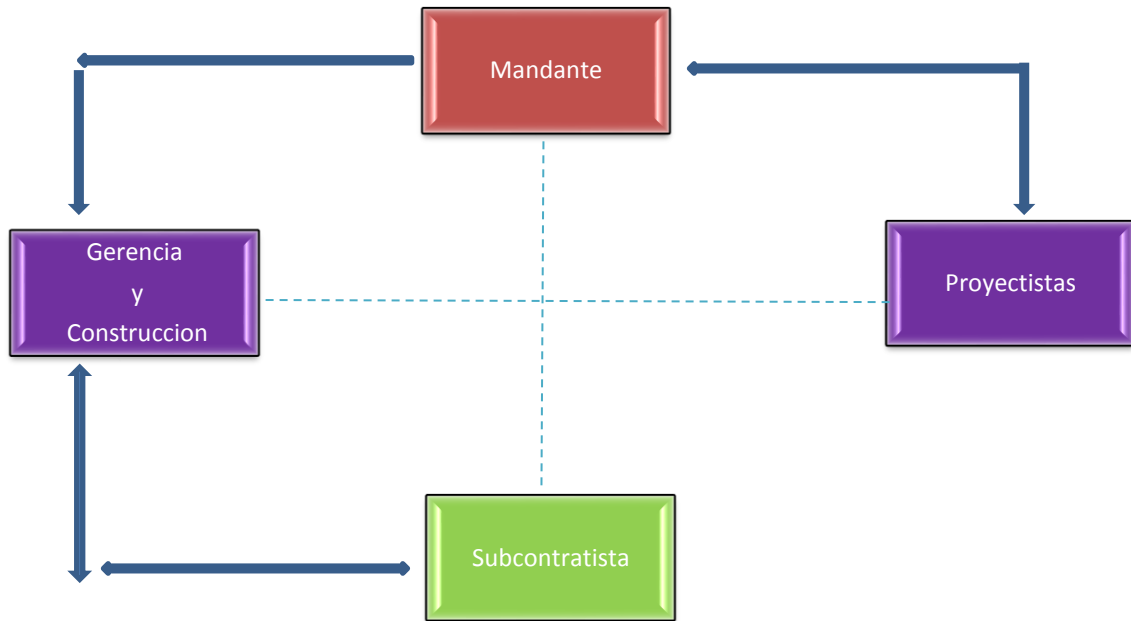 Mandante
Gerencia
y
Construccion
Proyectistas
Subcontratista